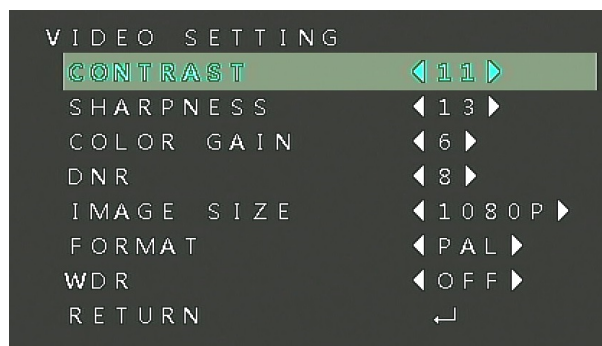 VIDEO SETTING
CONTRAST 11
SHARPNESS 13
COLOR GAIN 6
DNR 8
IMAGE SIZE 1080P
FORMAT PAL
WDR OFF
RETURN